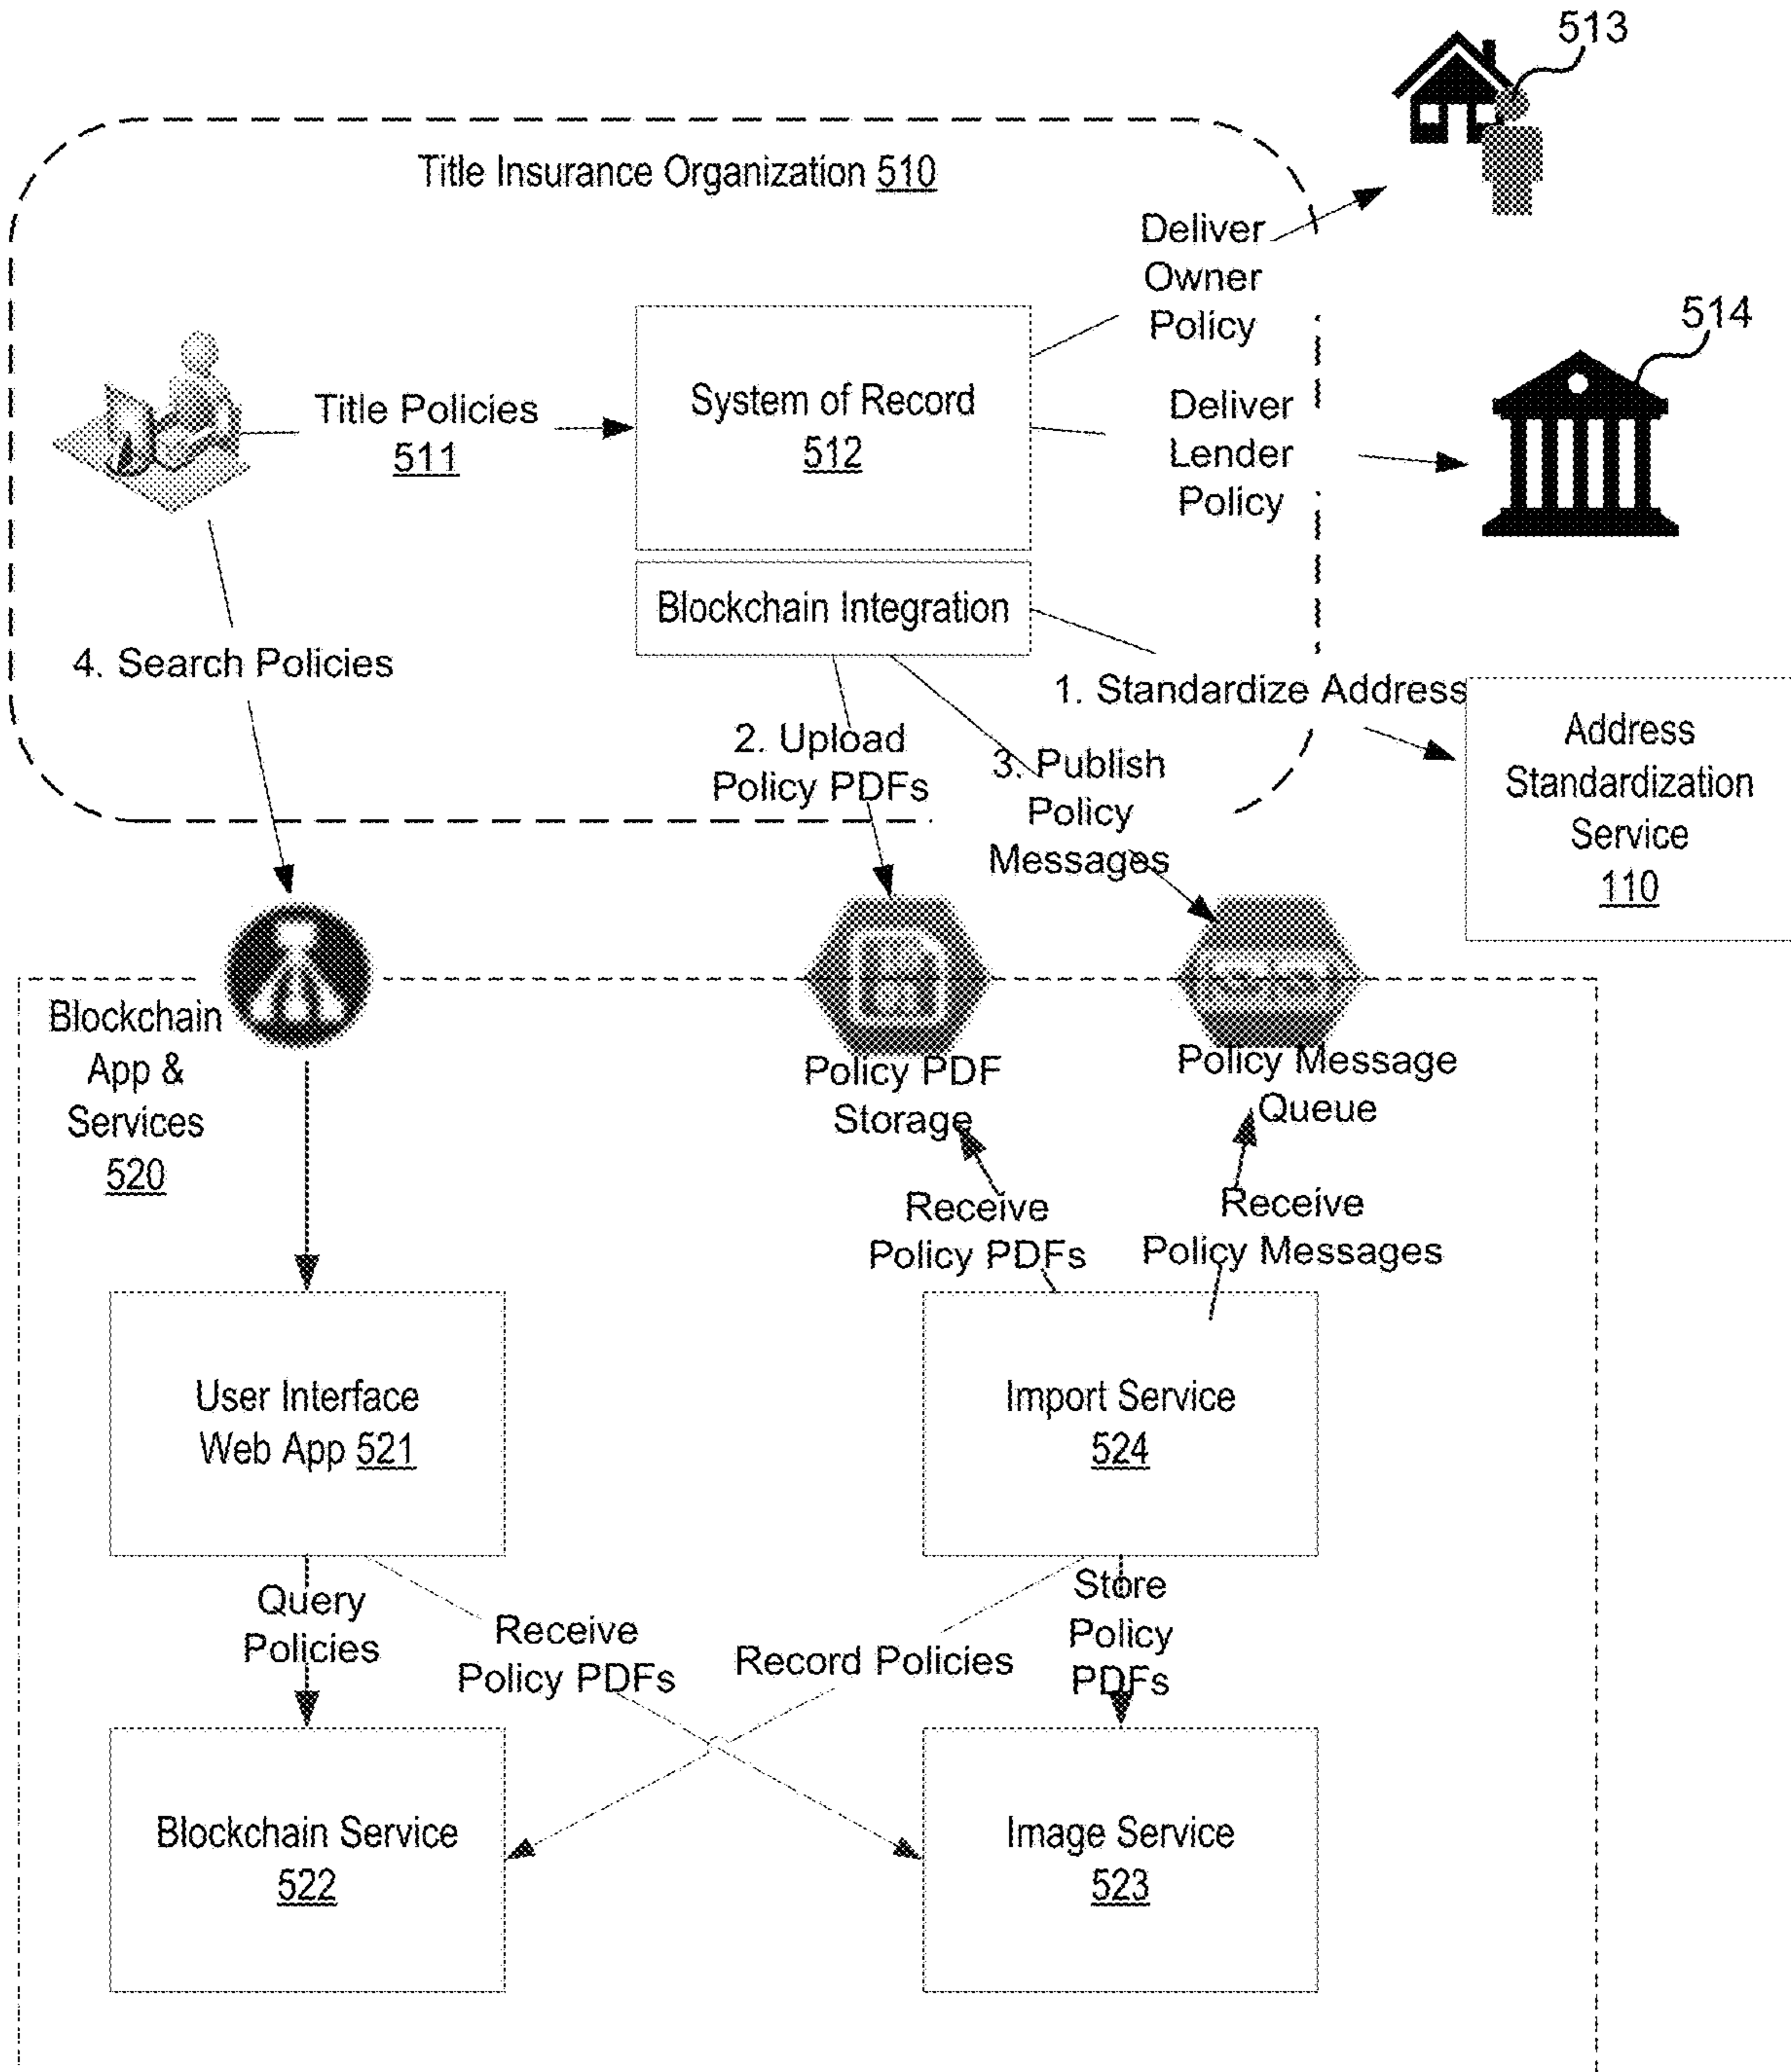 513
Title Insurance Organization 510
Deliver
Owner
Policy
514
Title Policies
511
System of Record
512
Deliver
Lender
Policy
Blockchain Integration
4. Search Policies
1. Standardize Address
2. Upload
Policy PDFs
3. Publish
Policy
Messages
Address
Standardization
Service
110
Blockchain
App &
Services
520
Policy PDF
Storage
Policy Message
Queue
Receive
Policy PDFs
Receive
Policy Messages
User Interface
Web App 521
Import Service
524
Query
Policies
Receive
Policy PDFs
Record Policies
Store
Policy
PDFs
Blockchain Service
522
Image Service
523